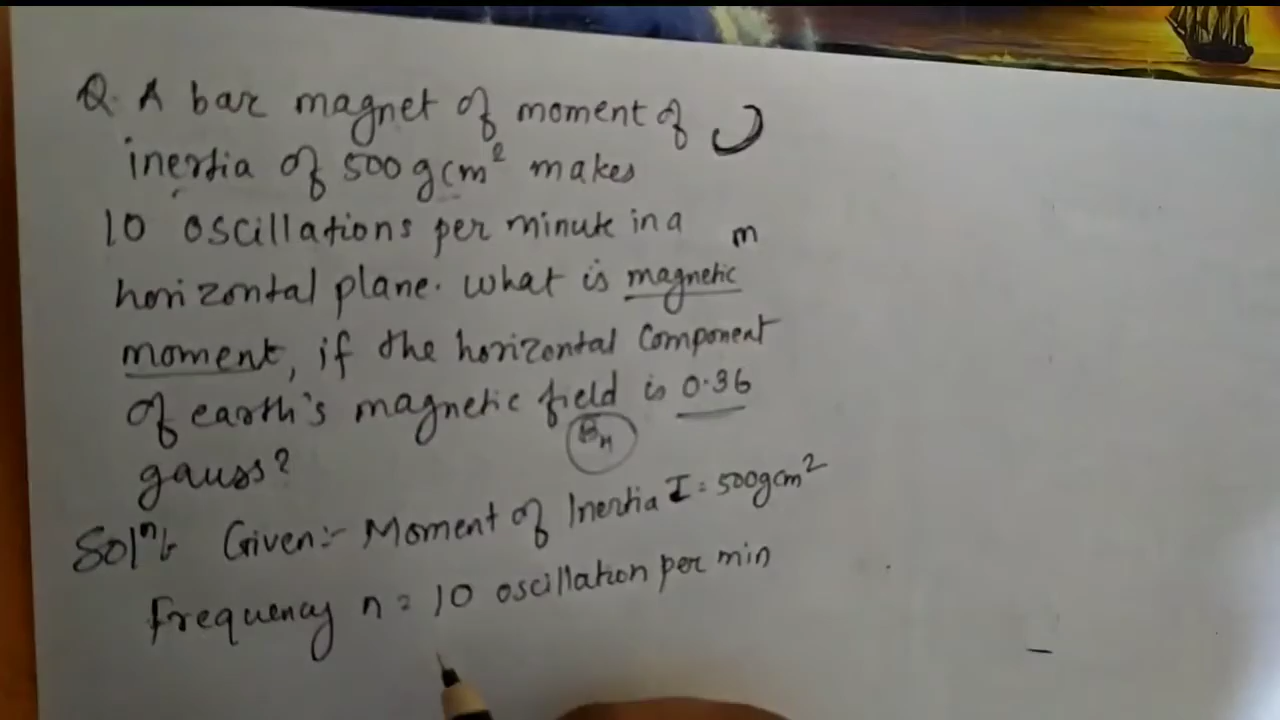 Q. A bar magnet of moment of
inertia of 500 gcm² makes
10 oscillations per minute in a
m
horizontal plane. What is magnetic
moment, if the horizontal component
of earth's magnetic field is 0.36
B_H
gauss?
Solⁿ:- Given:- Moment of Inertia I = 500gcm²
Frequency n = 10 oscillation per min